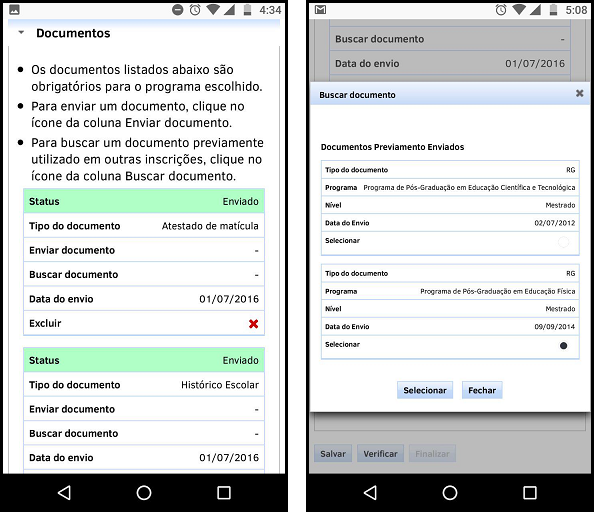 4:34
Documentos
• Os documentos listados abaixo são
obrigatórios para o programa escolhido.
• Para enviar um documento, clique no
ícone da coluna Enviar documento.
• Para buscar um documento previamente
utilizado em outras inscrições, clique no
ícone da coluna Buscar documento.
Status Enviado
Tipo do documento Atestado de matícula
Enviar documento -
Buscar documento -
Data do envio 01/07/2016
Excluir ✖
Status Enviado
Tipo do documento Histórico Escolar
Enviar documento -
Buscar documento -
Data do envio 01/07/2016
5:08
Buscar documento -
Data do envio 01/07/2016
Buscar documento ✖
Documentos Previamento Enviados
Tipo do documento RG
Programa Programa de Pós-Graduação em Educação Científica e Tecnológica
Nível Mestrado
Data do Envio 02/07/2012
Selecionar
Tipo do documento RG
Programa Programa de Pós-Graduação em Educação Física
Nível Mestrado
Data do Envio 09/09/2014
Selecionar
Selecionar Fechar
Salvar Verificar Finalizar